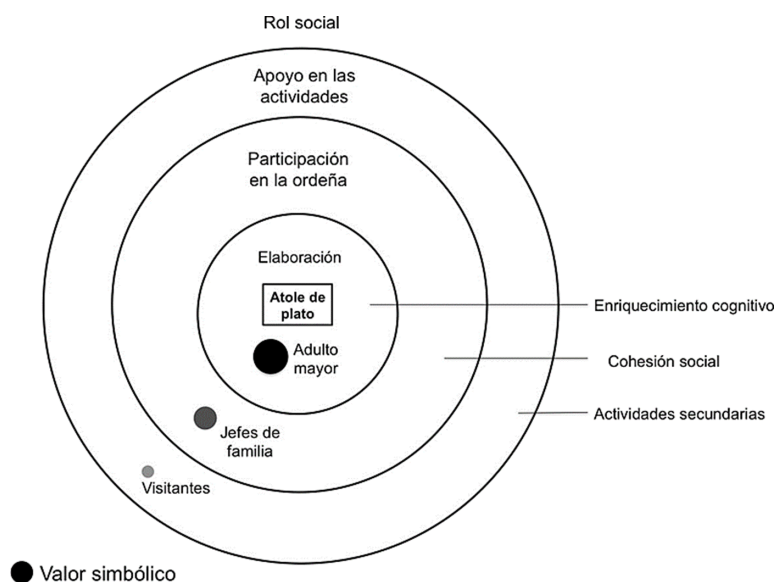 Rol social
Apoyo en las
actividades
Participación
en la ordeña
Elaboración
Atole de
plato
Adulto
mayor
Jefes de
familia
Visitantes
Enriquecimiento cognitivo
Cohesión social
Actividades secundarias
Valor simbólico